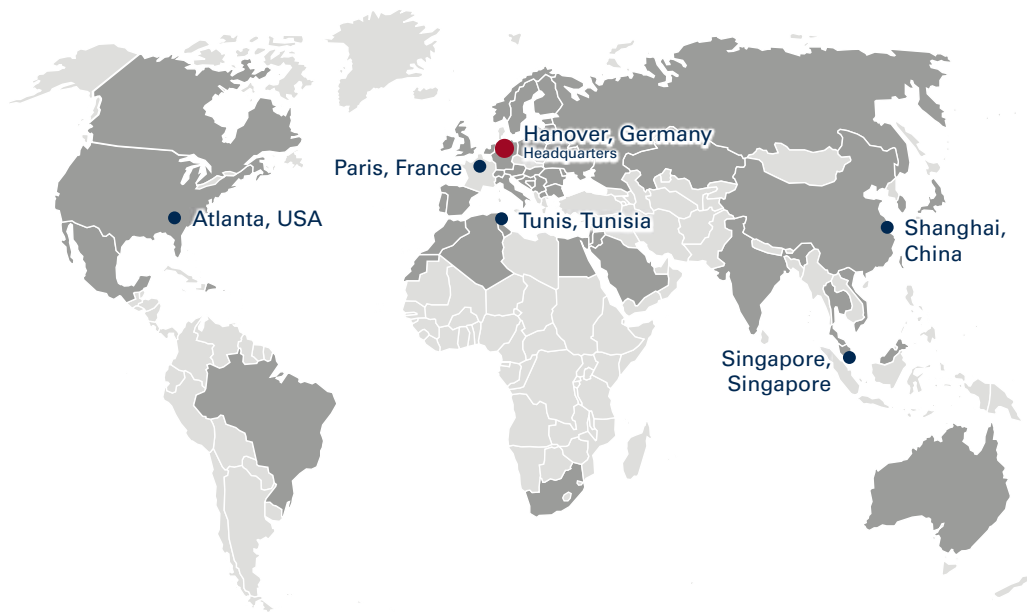 Hanover, Germany
Headquarters
Paris, France
Atlanta, USA
Tunis, Tunisia
Shanghai,
China
Singapore,
Singapore